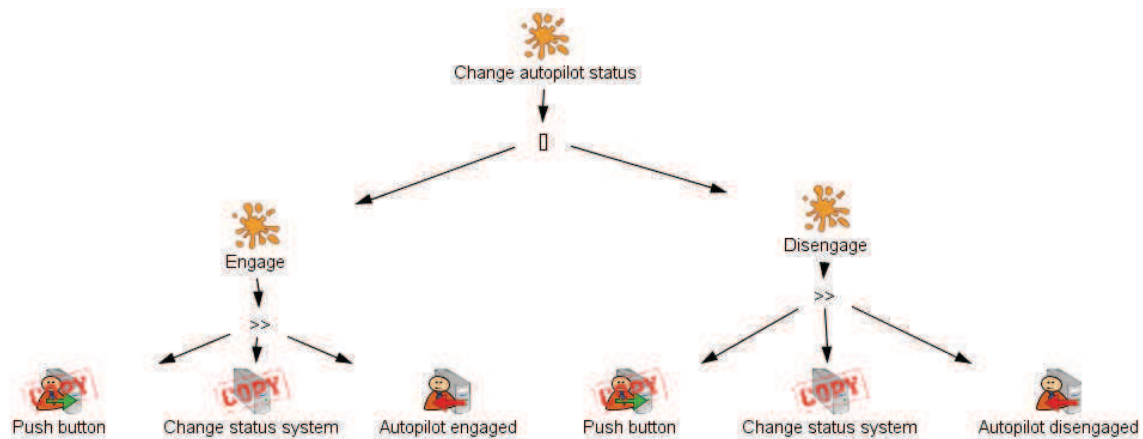 Change autopilot status
[]
Engage
Disengage
>>
>>
COPY
COPY
COPY
COPY
Push button
Change status system
Autopilot engaged
Push button
Change status system
Autopilot disengaged